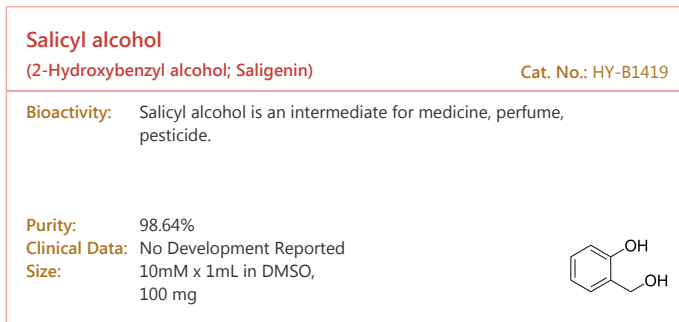 Salicyl alcohol
(2-Hydroxybenzyl alcohol; Saligenin) Cat. No.: HY-B1419
Bioactivity: Salicyl alcohol is an intermediate for medicine, perfume,
pesticide.
Purity: 98.64%
Clinical Data: No Development Reported
Size: 10mM x 1mL in DMSO,
100 mg
OH
OH